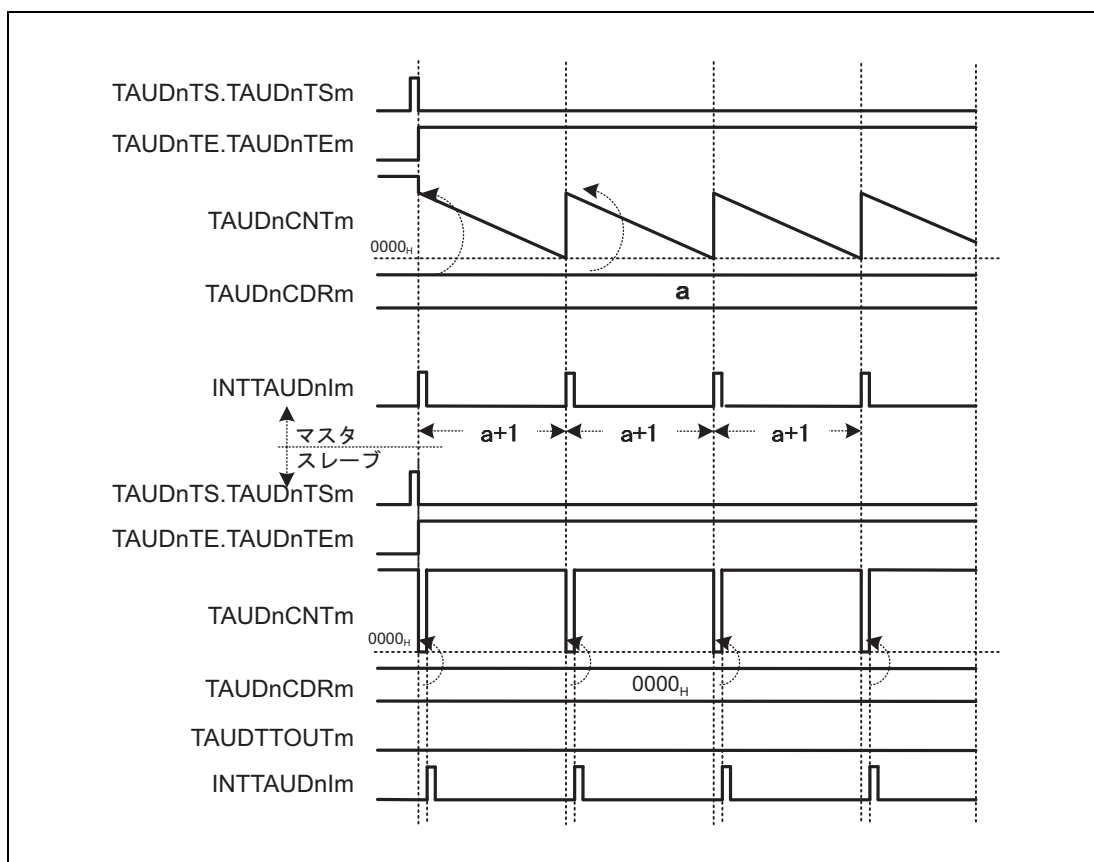 TAUDnTS.TAUDnTSm
TAUDnTE.TAUDnTEm
TAUDnCNTm
0000H
TAUDnCDRm
a
INTTAUDnIm
a+1
a+1
a+1
マスタ
スレーブ
TAUDnTS.TAUDnTSm
TAUDnTE.TAUDnTEm
TAUDnCNTm
0000H
TAUDnCDRm
0000H
TAUDTTOUTm
INTTAUDnIm